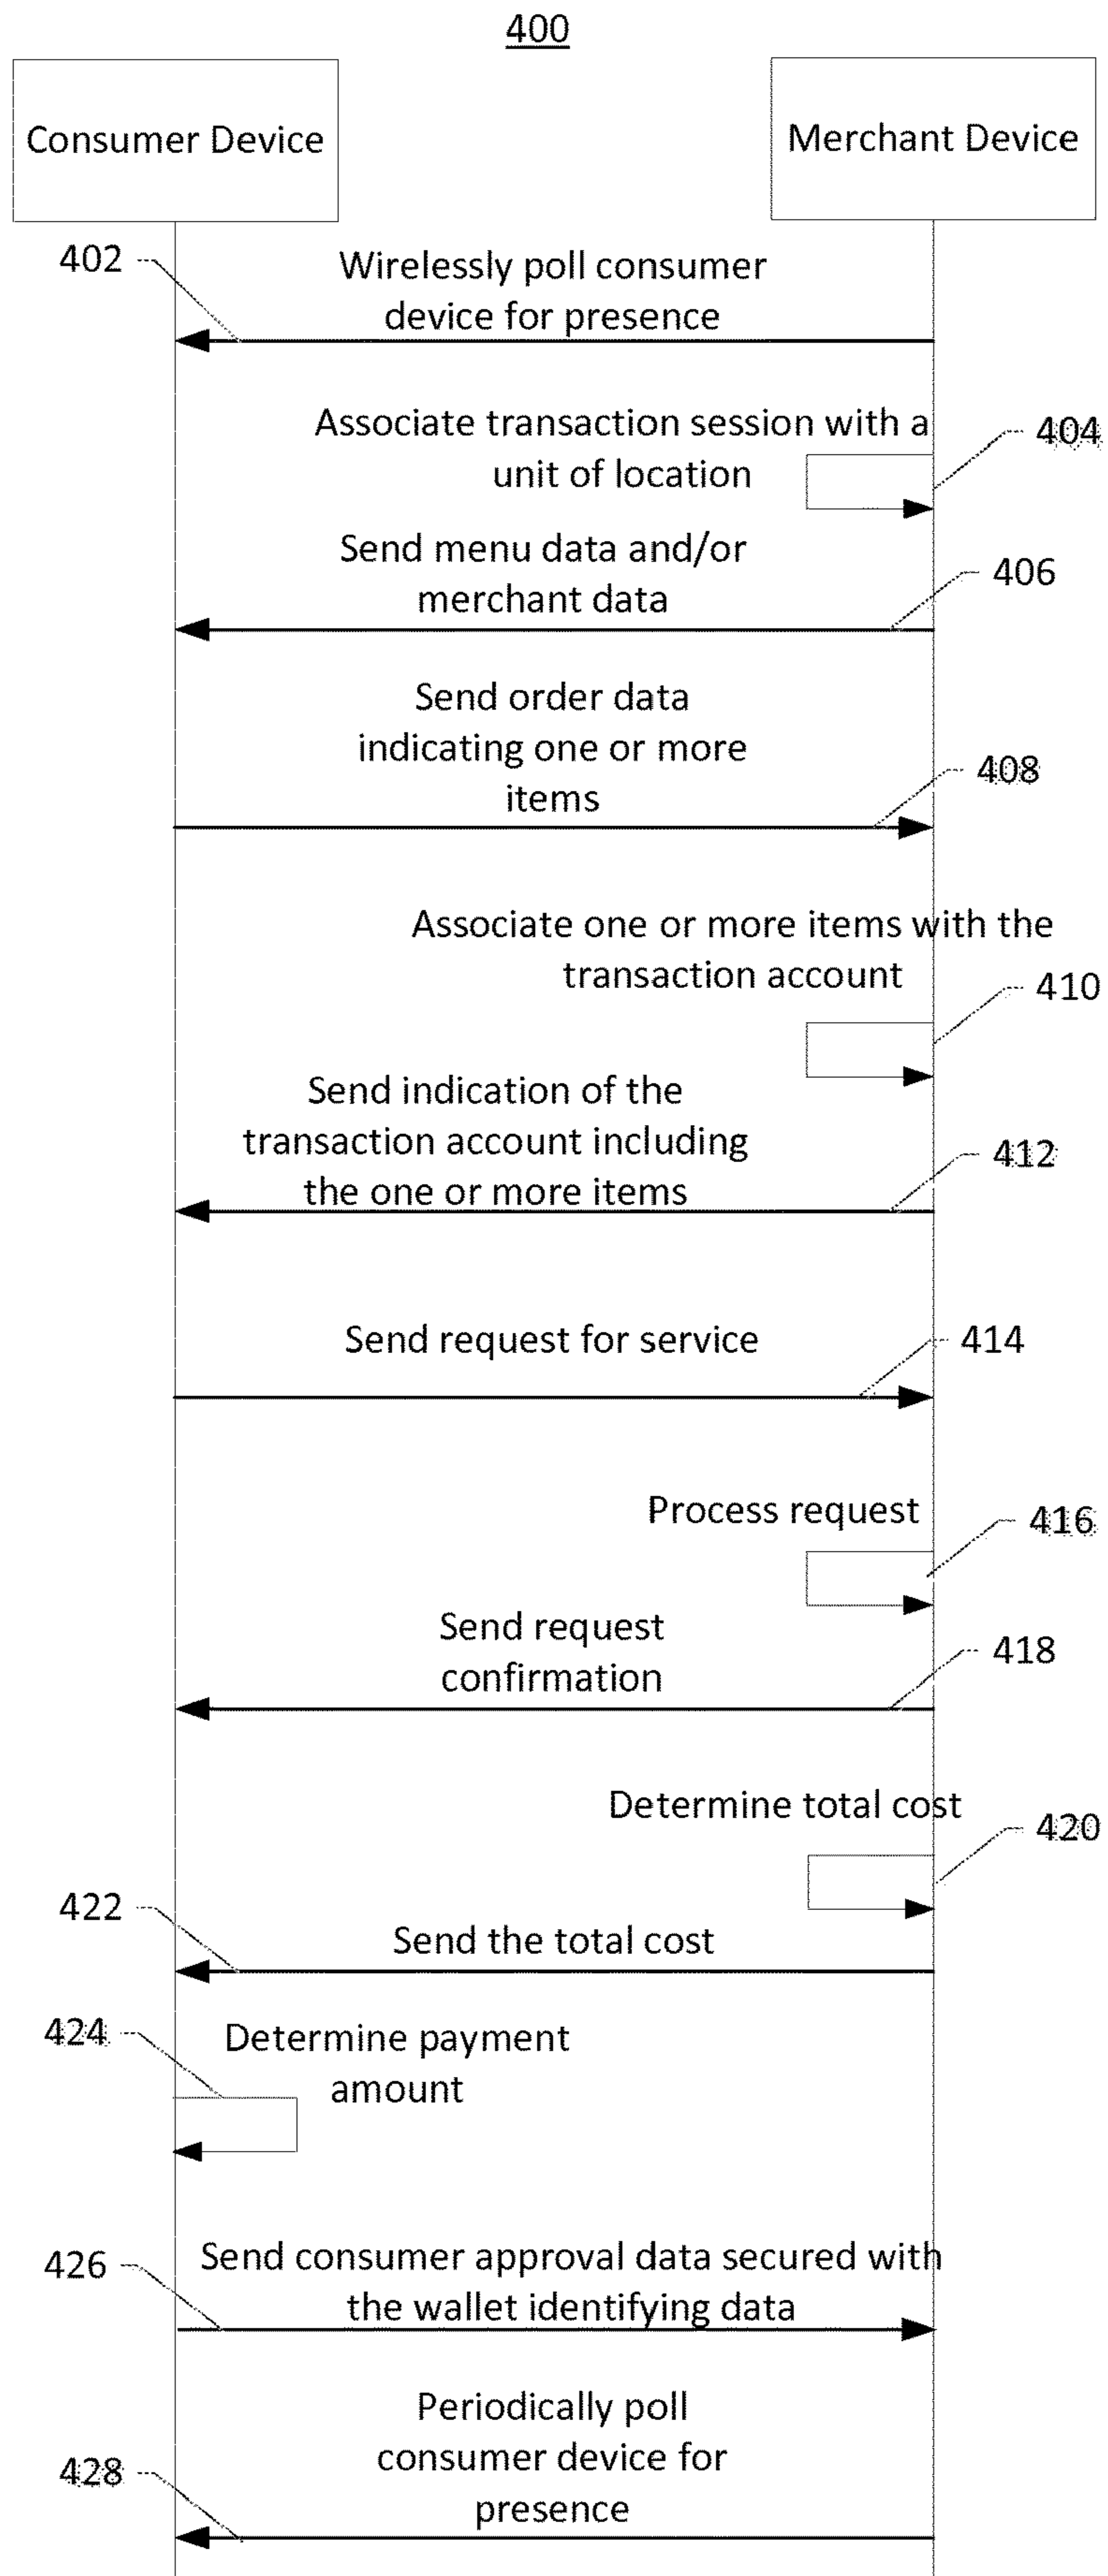 400
Consumer Device
Merchant Device
402
Wirelessly poll consumer
device for presence
Associate transaction session with a
unit of location
404
Send menu data and/or
merchant data
406
Send order data
indicating one or more
items
408
Associate one or more items with the
transaction account
410
Send indication of the
transaction account including
the one or more items
412
Send request for service
414
Process request
416
Send request
confirmation
418
Determine total cost
420
422
Send the total cost
424
Determine payment
amount
426
Send consumer approval data secured with
the wallet identifying data
Periodically poll
consumer device for
presence
428